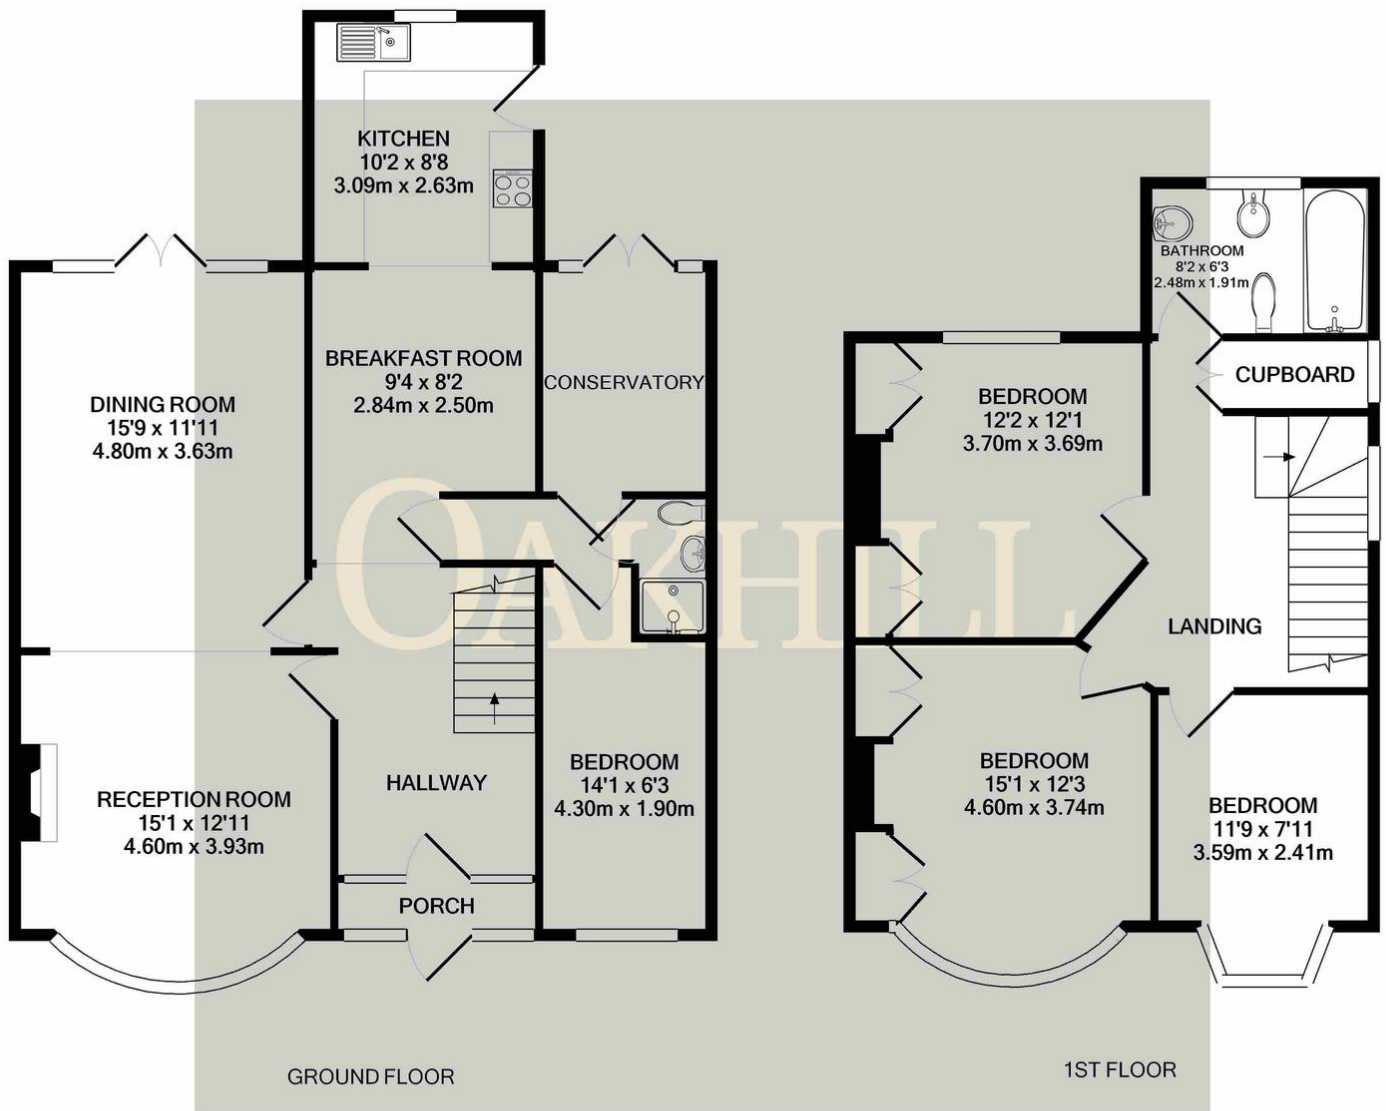 KITCHEN
10'2 x 8'8
3.09m x 2.63m
DINING ROOM
15'9 x 11'11
4.80m x 3.63m
BREAKFAST ROOM
9'4 x 8'2
2.84m x 2.50m
CONSERVATORY
RECEPTION ROOM
15'1 x 12'11
4.60m x 3.93m
HALLWAY
PORCH
BEDROOM
14'1 x 6'3
4.30m x 1.90m
GROUND FLOOR
OAKHILL
BATHROOM
8'2 x 6'3
2.48m x 1.91m
CUPBOARD
BEDROOM
12'2 x 12'1
3.70m x 3.69m
LANDING
BEDROOM
15'1 x 12'3
4.60m x 3.74m
BEDROOM
11'9 x 7'11
3.59m x 2.41m
1ST FLOOR